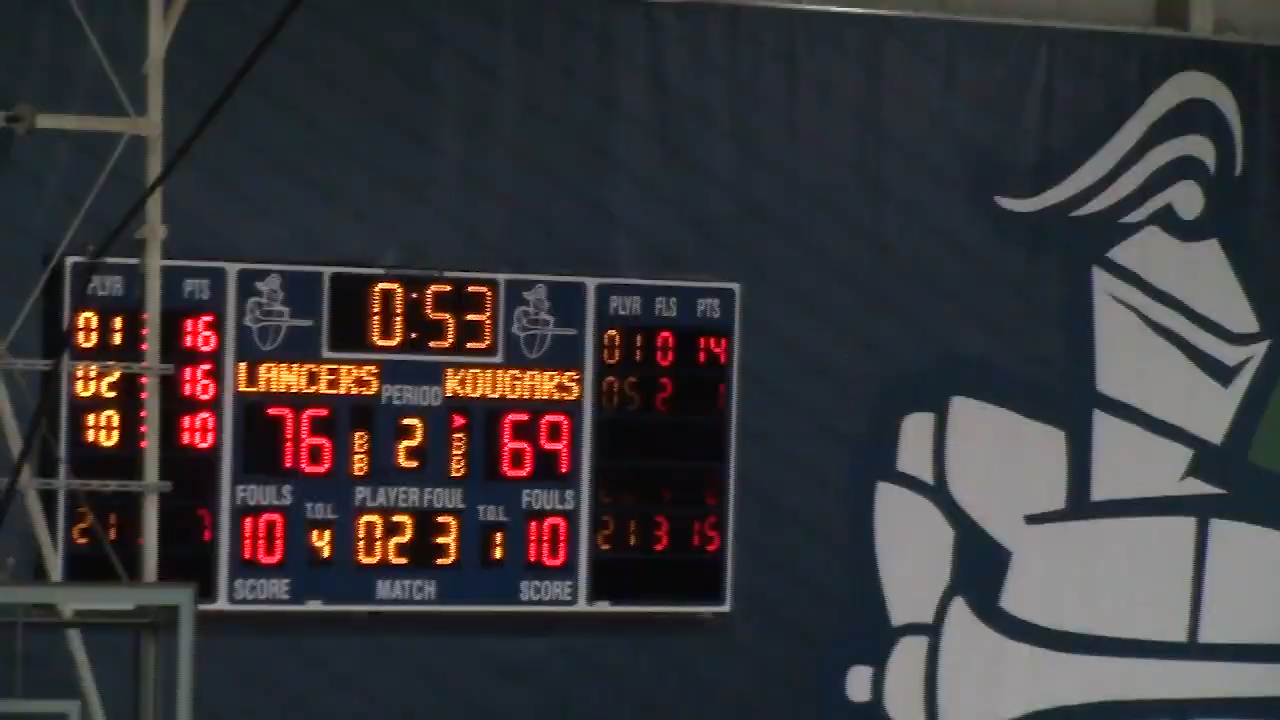 PLYR PTS
01 16
02 16
10 10
21 7
0:53
LANCERS PERIOD KOUGARS
76 2 69
FOULS T.O.L. PLAYER FOUL T.O.L. FOULS
10 4 02 3 1 10
SCORE MATCH SCORE
PLYR FLS PTS
01 0 14
05 2 1
21 3 15